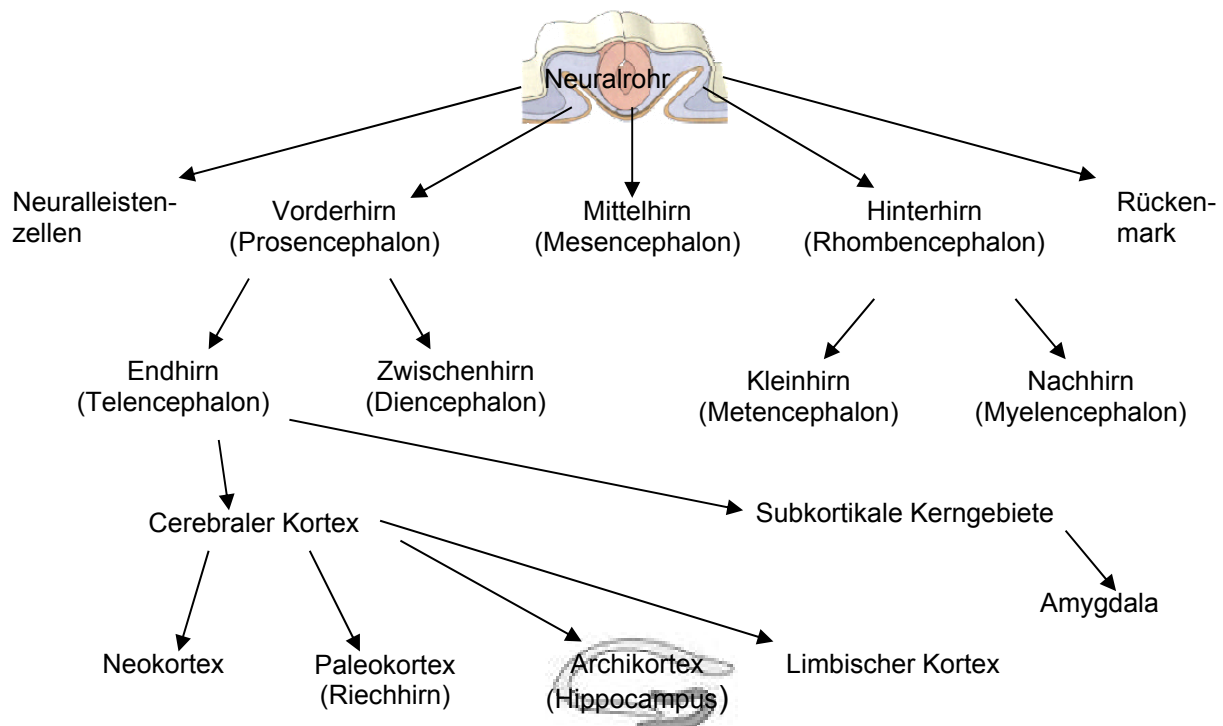 Neuralrohr
Neuralleisten-
zellen
Vorderhirn
(Prosencephalon)
Mittelhirn
(Mesencephalon)
Hinterhirn
(Rhombencephalon)
Rücken-
mark
Endhirn
(Telencephalon)
Zwischenhirn
(Diencephalon)
Kleinhirn
(Metencephalon)
Nachhirn
(Myelencephalon)
Cerebraler Kortex
Subkortikale Kerngebiete
Amygdala
Neokortex
Paleokortex
(Riechhirn)
Archikortex
(Hippocampus)
Limbischer Kortex